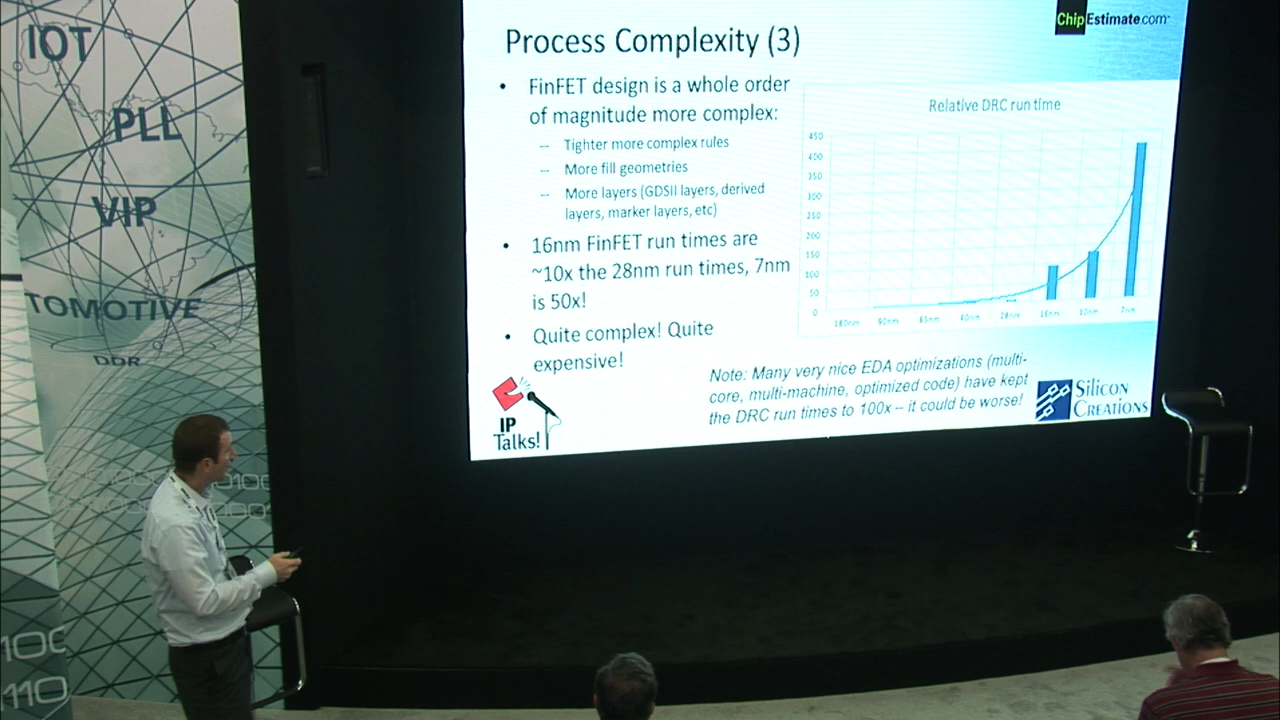 IOT
PLL
VIP
TOMOTIVE
DDR
100
110
Process Complexity (3)
ChipEstimate.com
• FinFET design is a whole order
of magnitude more complex:
– Tighter more complex rules
– More fill geometries
– More layers (GDSII layers, derived
layers, marker layers, etc)
• 16nm FinFET run times are
~10x the 28nm run times, 7nm
is 50x!
• Quite complex! Quite
expensive!
Relative DRC run time
450
400
350
300
250
200
150
100
50
0
180nm 90nm 65nm 40nm 28nm 16nm 10nm 7nm
Note: Many very nice EDA optimizations (multi-
core, multi-machine, optimized code) have kept
the DRC run times to 100x – it could be worse!
IP
Talks!
Silicon
Creations